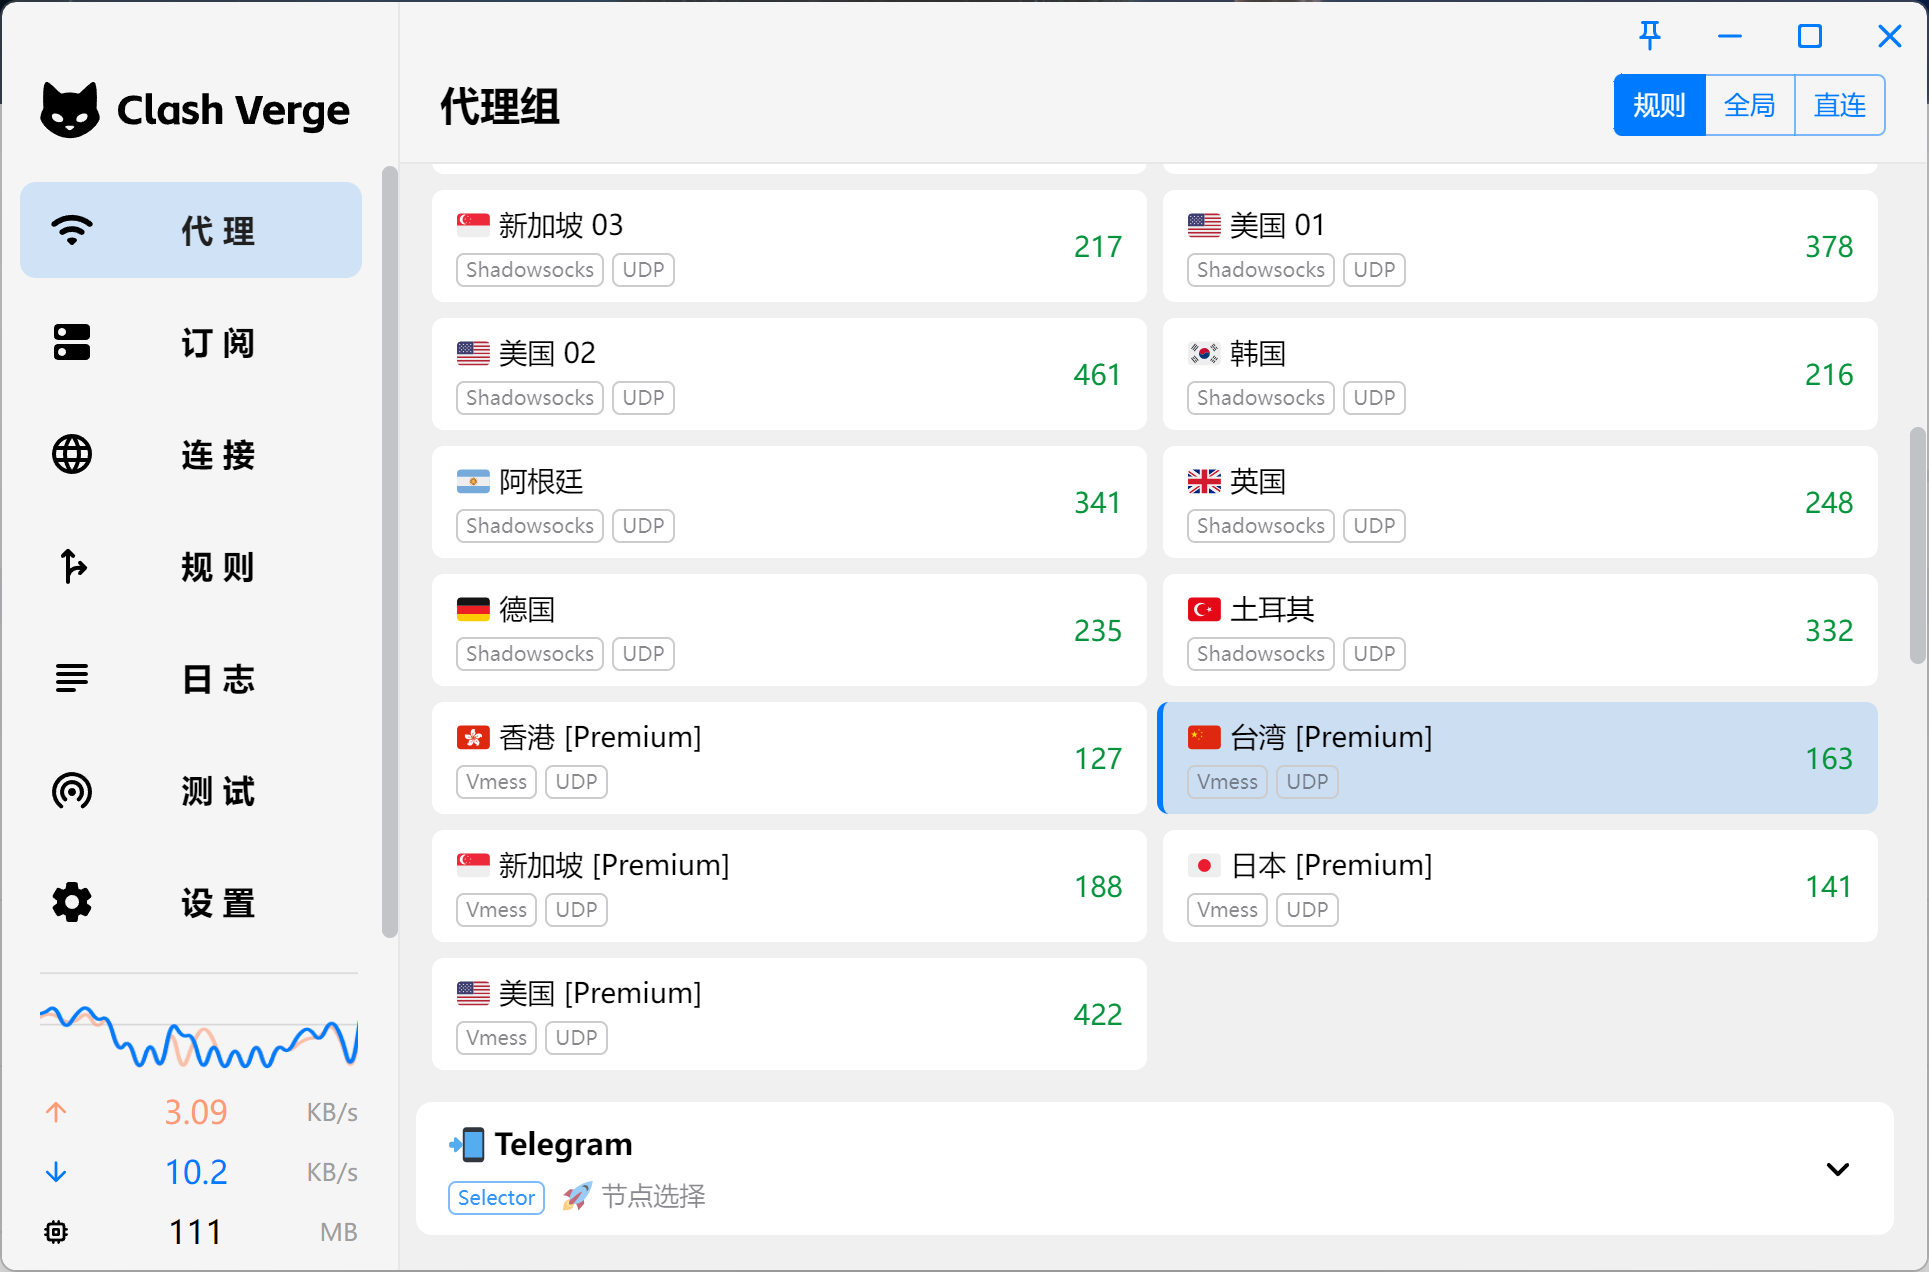 Clash Verge
代理
订阅
连接
规则
日志
测试
设置
3.09 KB/s
10.2 KB/s
111 MB
代理组
规则 全局 直连
新加坡 03
Shadowsocks UDP
217
美国 01
Shadowsocks UDP
378
美国 02
Shadowsocks UDP
461
韩国
Shadowsocks UDP
216
阿根廷
Shadowsocks UDP
341
英国
Shadowsocks UDP
248
德国
Shadowsocks UDP
235
土耳其
Shadowsocks UDP
332
香港 [Premium]
Vmess UDP
127
台湾 [Premium]
Vmess UDP
163
新加坡 [Premium]
Vmess UDP
188
日本 [Premium]
Vmess UDP
141
美国 [Premium]
Vmess UDP
422
Telegram
Selector 节点选择